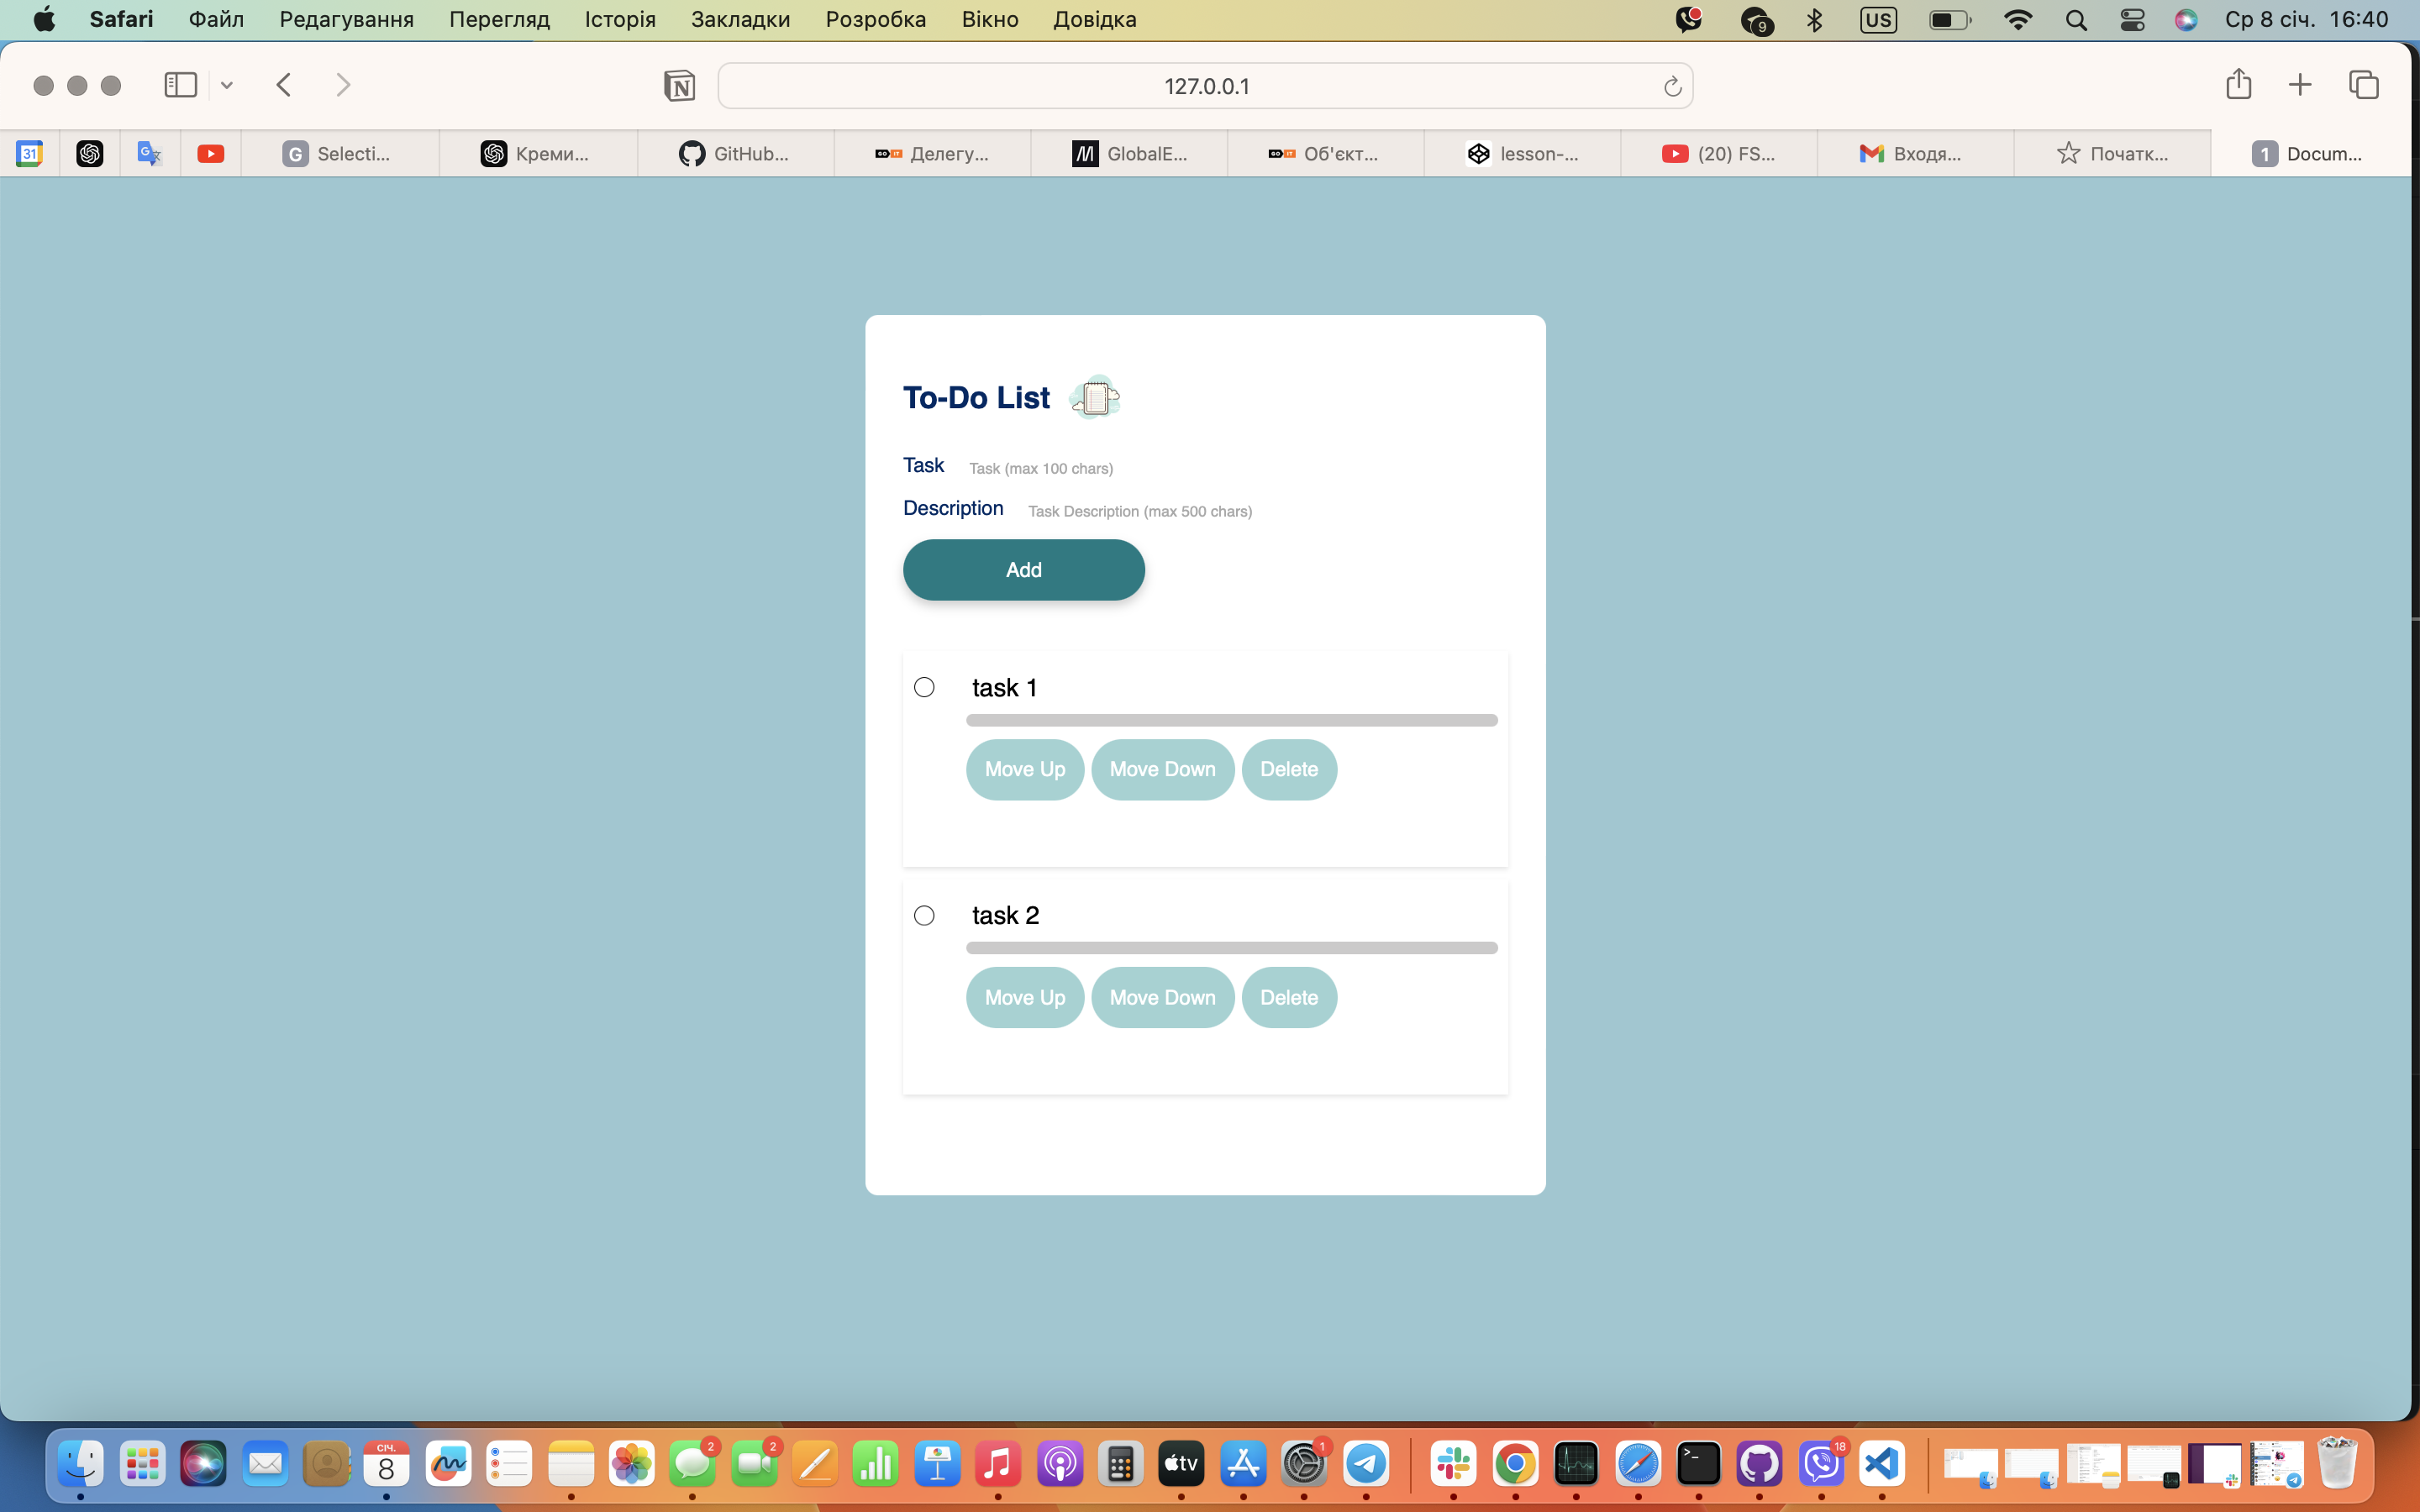 Safari Файл Редагування Перегляд Історія Закладки Розробка Вікно Довідка 9 US Ср 8 січ. 16:40
127.0.0.1
31 G Selecti... Креми... GitHub... Делегу... GlobalE... Об'єкт... lesson-... (20) FS... Входя... Початк... 1 Docum...
To-Do List
Task Task (max 100 chars)
Description Task Description (max 500 chars)
Add
task 1
Move Up Move Down Delete
task 2
Move Up Move Down Delete
СІЧ. 8 2 2 tv 1 18